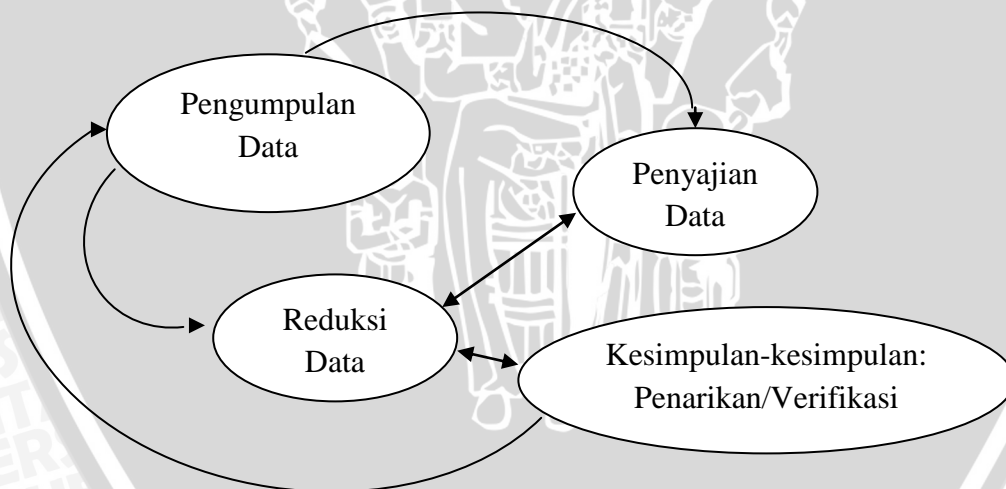 Pengumpulan
Data
Penyajian
Data
Reduksi
Data
Kesimpulan-kesimpulan:
Penarikan/Verifikasi